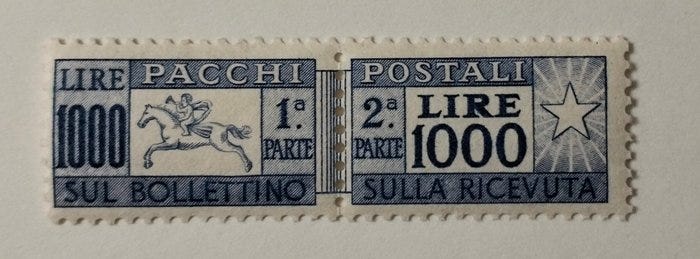 LIRE PACCHI
1000 1.ª PARTE
SUL BOLLETTINO
POSTALI
2.ª PARTE LIRE 1000
SULLA RICEVUTA